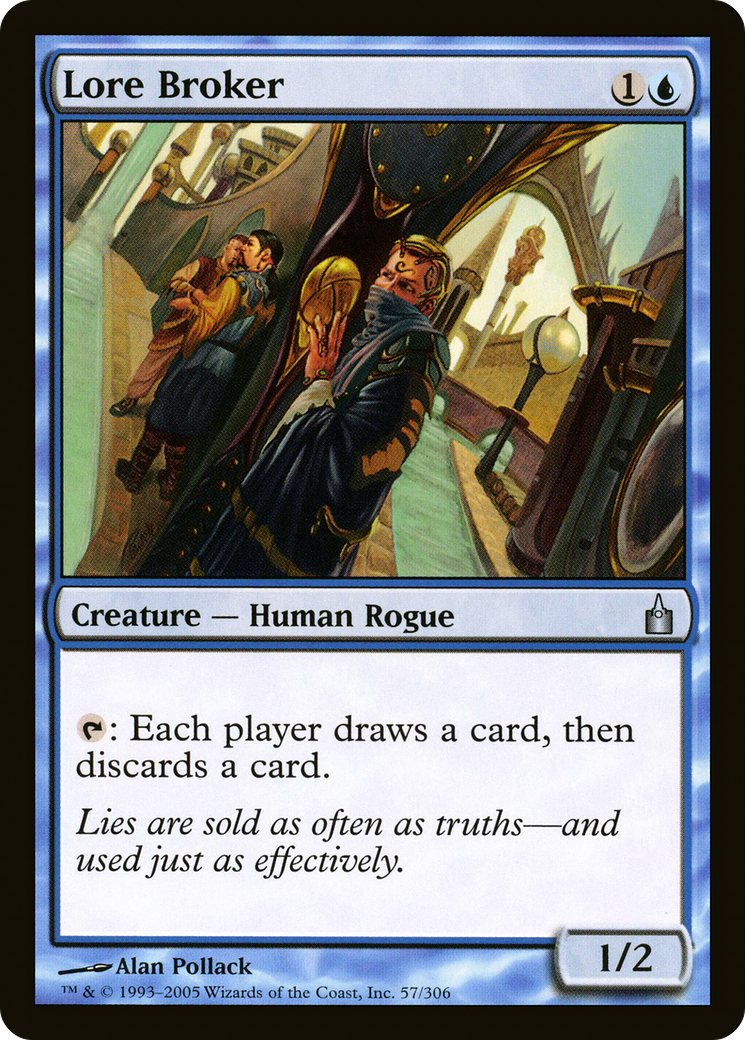 Lore Broker 1
Creature — Human Rogue
: Each player draws a card, then
discards a card.
Lies are sold as often as truths—and
used just as effectively.
1/2
Alan Pollack
™ & © 1993–2005 Wizards of the Coast, Inc. 57/306